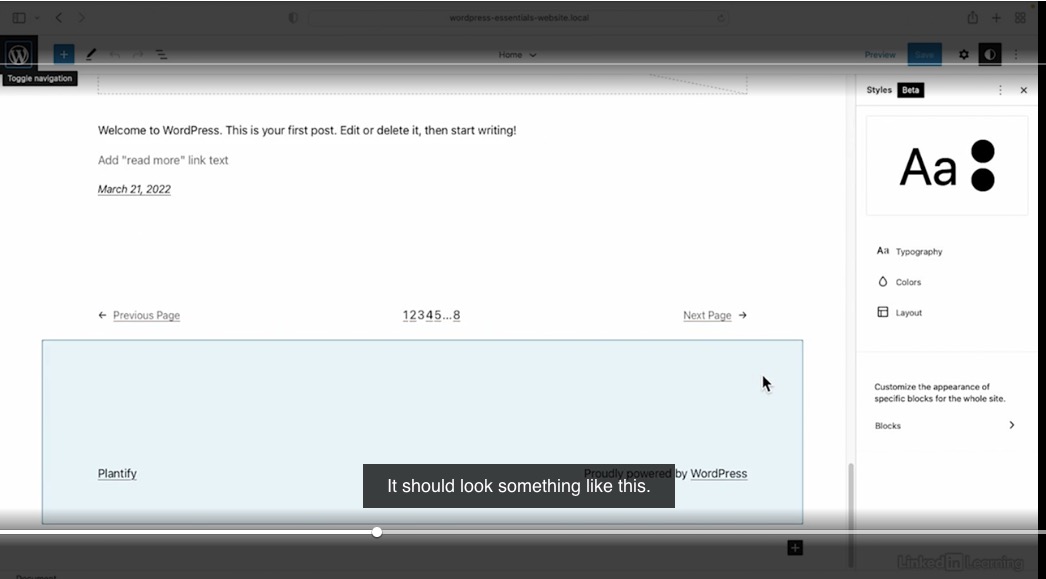 wordpress-essentials-website.local
Home
Preview
Save
Toggle navigation
Styles Beta
Welcome to WordPress. This is your first post. Edit or delete it, then start writing!
Add "read more" link text
March 21, 2022
Aa
Aa Typography
Colors
Layout
← Previous Page
12345...8
Next Page →
Customize the appearance of
specific blocks for the whole site.
Blocks
Plantify
Proudly powered by WordPress
It should look something like this.
LinkedIn Learning
Document